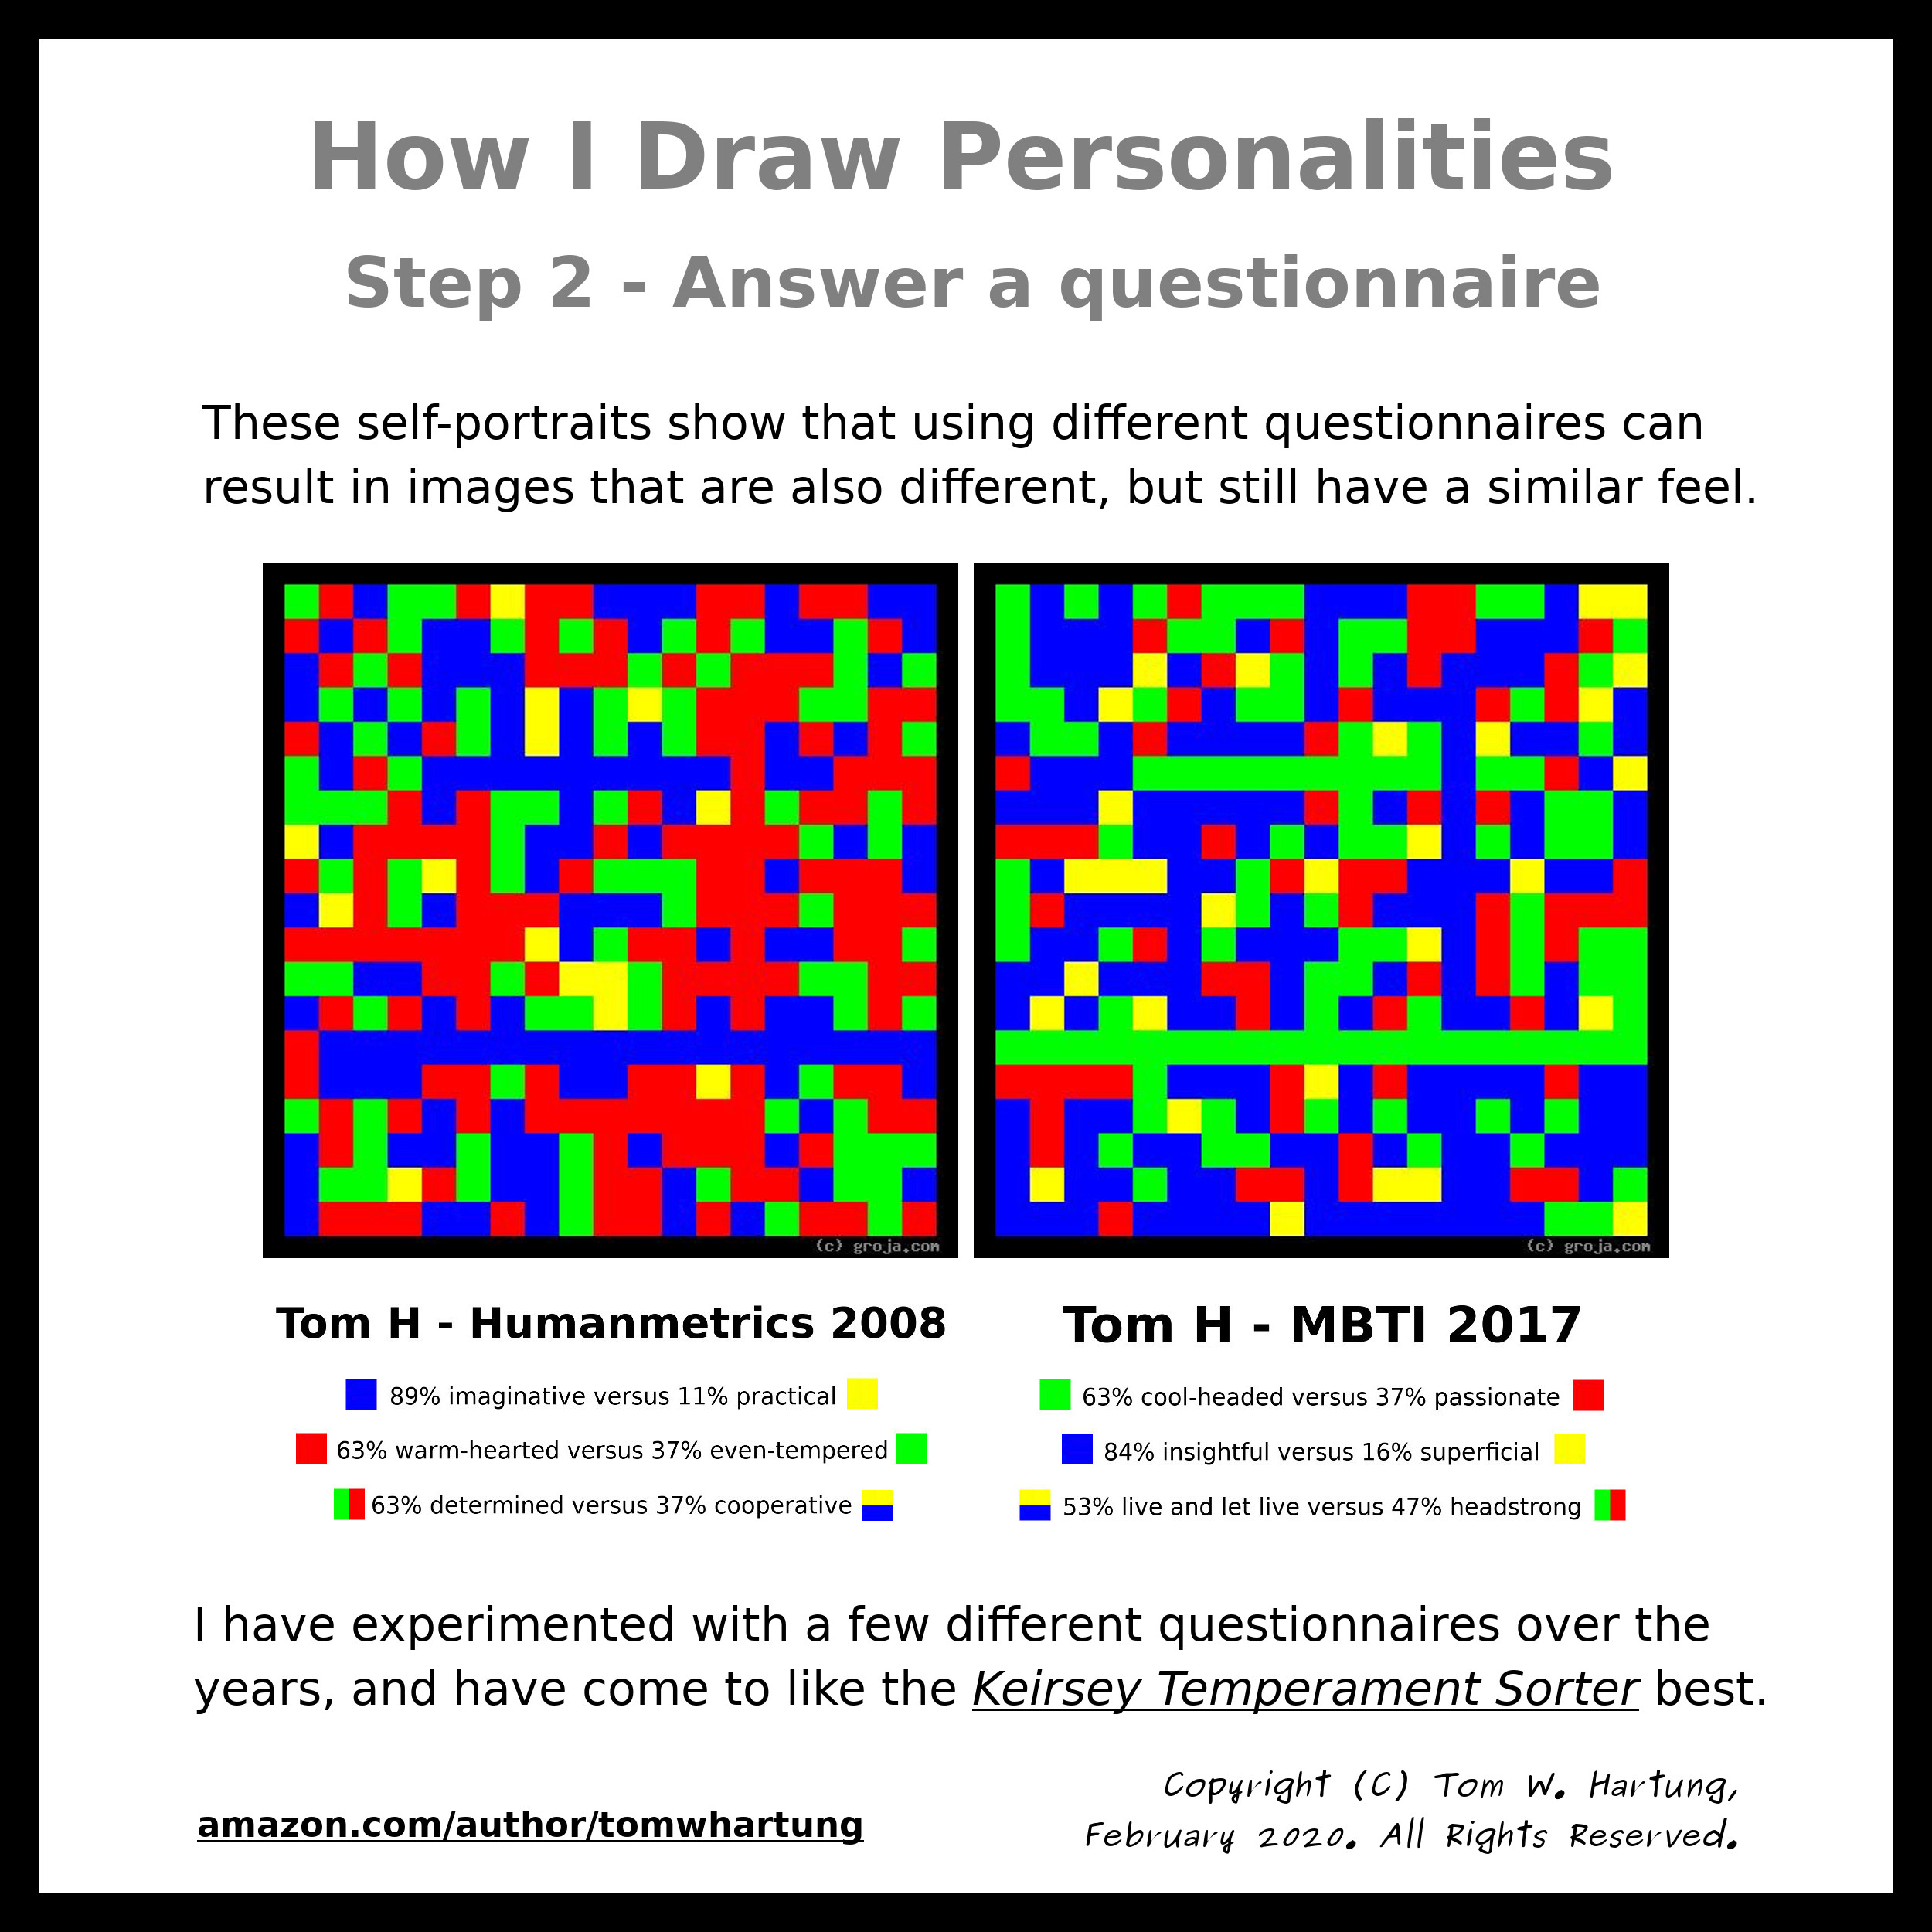 How I Draw Personalities
Step 2 - Answer a questionnaire
These self-portraits show that using different questionnaires can
result in images that are also different, but still have a similar feel.
(c) groja.com
(c) groja.com
Tom H - Humanmetrics 2008
89% imaginative versus 11% practical
63% warm-hearted versus 37% even-tempered
63% determined versus 37% cooperative
Tom H - MBTI 2017
63% cool-headed versus 37% passionate
84% insightful versus 16% superficial
53% live and let live versus 47% headstrong
I have experimented with a few different questionnaires over the
years, and have come to like the Keirsey Temperament Sorter best.
amazon.com/author/tomwhartung
Copyright (C) Tom W. Hartung,
February 2020. All Rights Reserved.